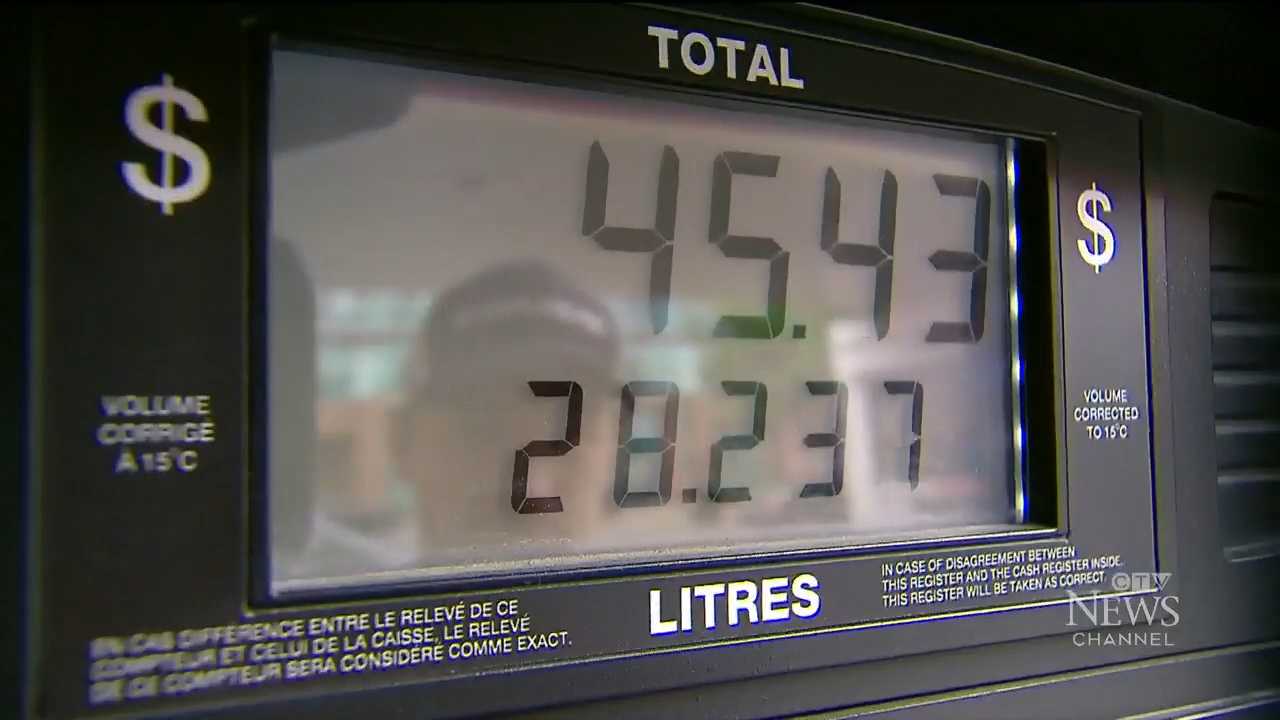 TOTAL
$
45.43
$
28.237
VOLUME
CORRIGÉ
À 15°C
VOLUME
CORRECTED
TO 15°C
LITRES
EN CAS DIFFÉRENCE ENTRE LE RELEVÉ DE CE
COMPTEUR ET CELUI DE LA CAISSE, LE RELEVÉ
DE CE COMPTEUR SERA CONSIDÉRÉ COMME EXACT.
IN CASE OF DISAGREEMENT BETWEEN
THIS REGISTER AND THE CASH REGISTER INSIDE.
THIS REGISTER WILL BE TAKEN AS CORRECT.
CTV
NEWS
CHANNEL